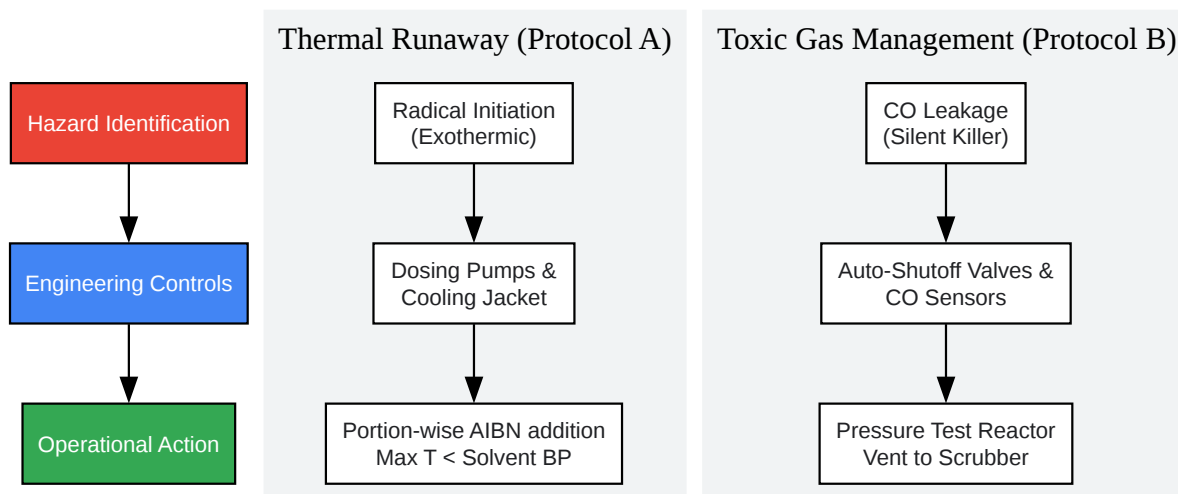 Thermal Runaway (Protocol A)
Toxic Gas Management (Protocol B)
Hazard Identification
Radical Initiation
(Exothermic)
CO Leakage
(Silent Killer)
Engineering Controls
Dosing Pumps &
Cooling Jacket
Auto-Shutoff Valves &
CO Sensors
Operational Action
Portion-wise AIBN addition
Max T < Solvent BP
Pressure Test Reactor
Vent to Scrubber